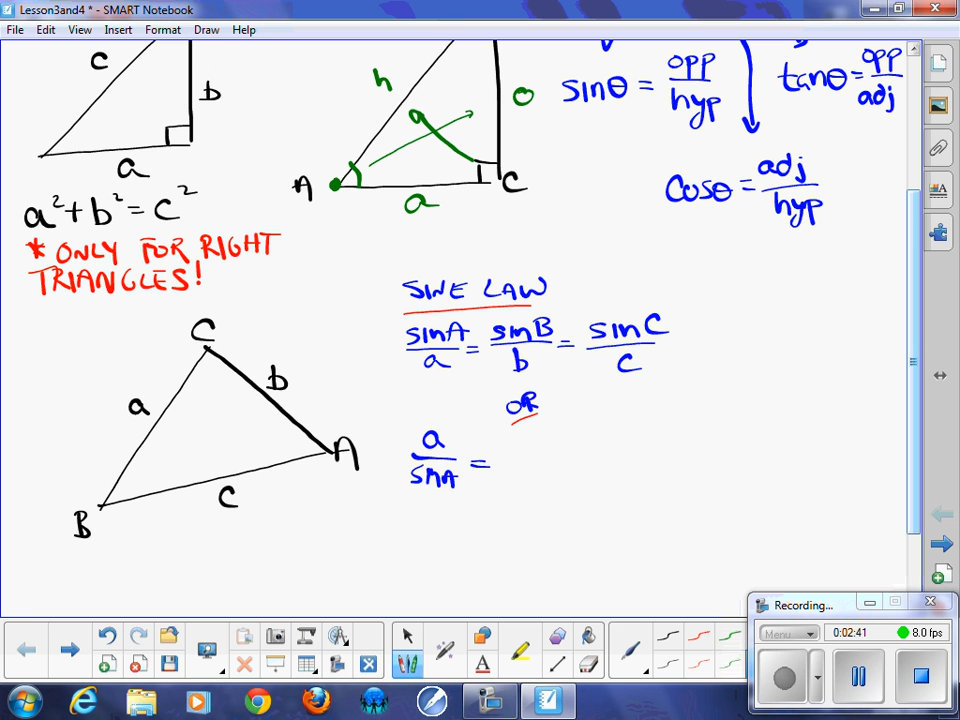 Lesson3and4 * - SMART Notebook
File Edit View Insert Format Draw Help
c
b
a
a²+b²=c²
* ONLY FOR RIGHT
TRIANGLES!
h
o
a
A
C
a
sinθ = opp/hyp
tanθ = opp/adj
cosθ = adj/hyp
SINE LAW
sinA/a = sinB/b = sinC/c
OR
a/sinA =
C
a
b
A
c
B
Recording...
Menu
0:02:41
8.0 fps
A